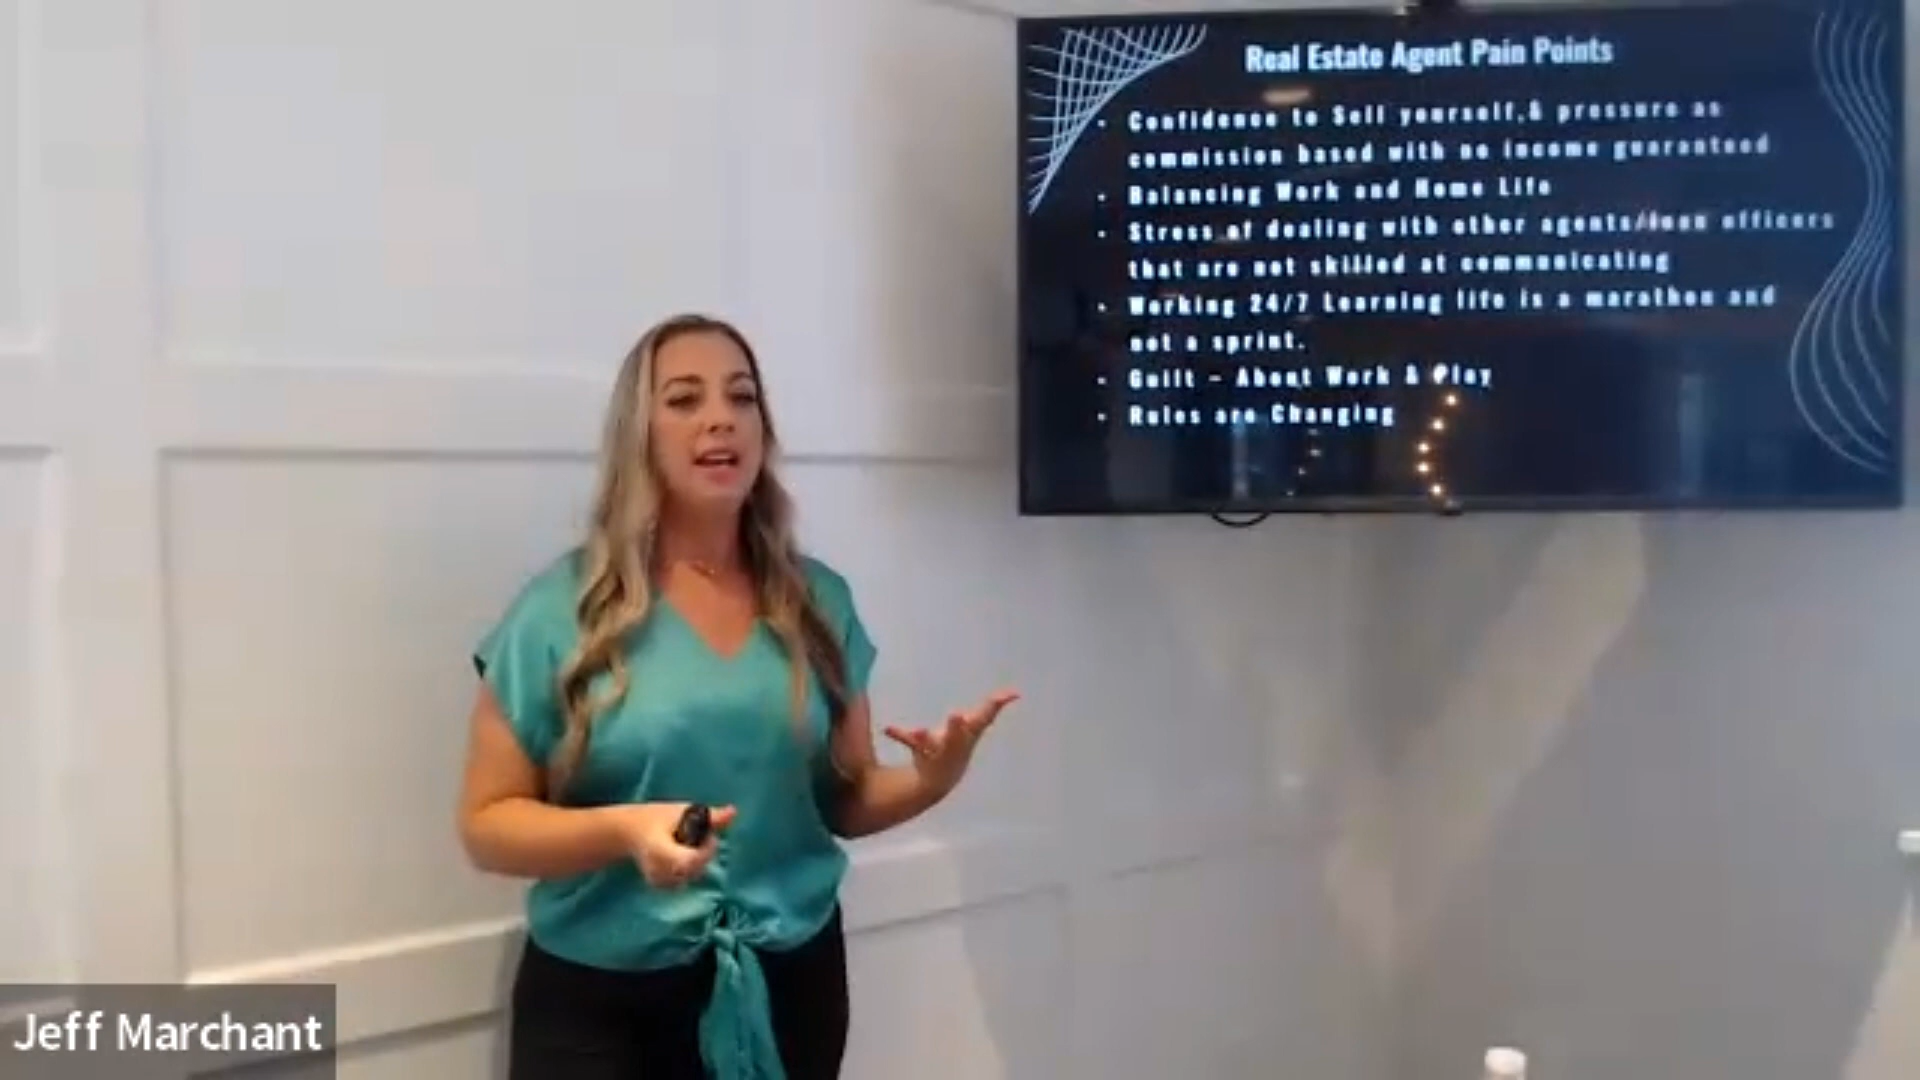 Real Estate Agent Pain Points
- Confidence to Sell yourself,& pressure as
commission based with no income guaranteed
- Balancing Work and Home Life
- Stress of dealing with other agents/loan officers
that are not skilled at communicating
- Working 24/7 Learning life is a marathon and
not a sprint.
- Guilt - About Work & Play
- Rules are Changing
Jeff Marchant